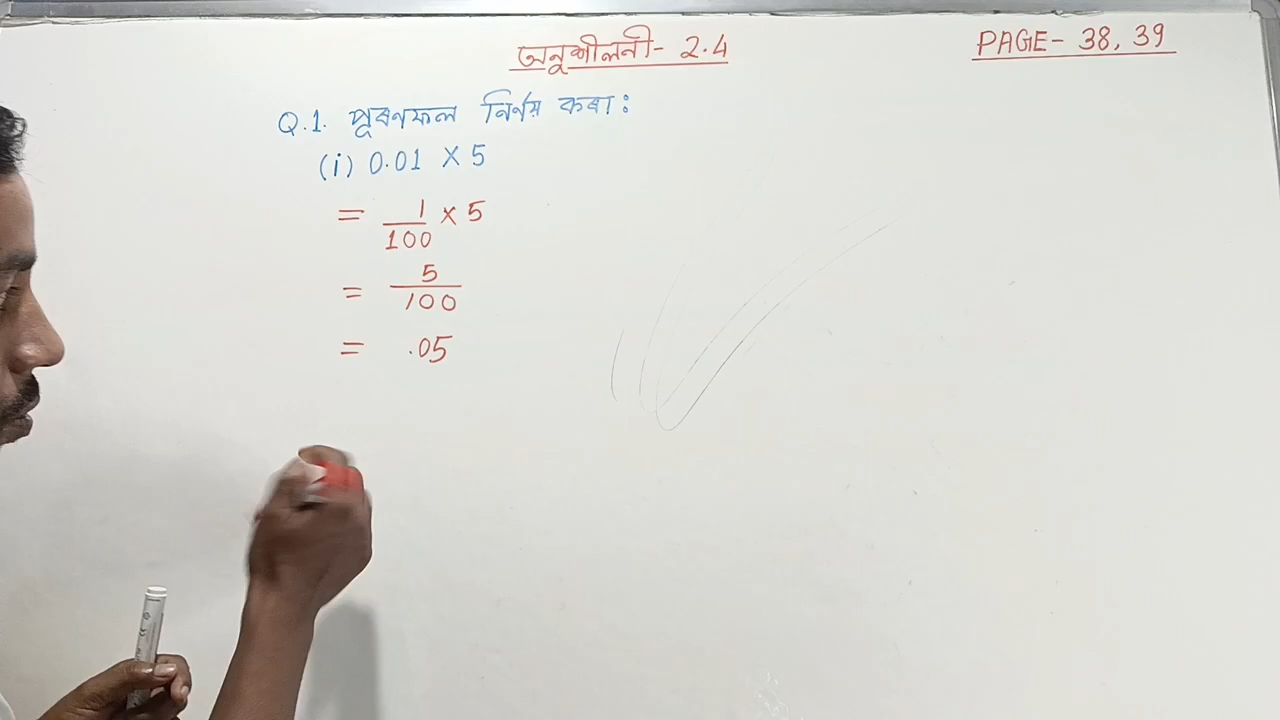 অনুশীলনী- 2.4
PAGE- 38, 39
Q.1. পূৰণফল নিৰ্ণয় কৰা :
(i) 0.01 × 5
= 1/100 × 5
= 5/100
= .05